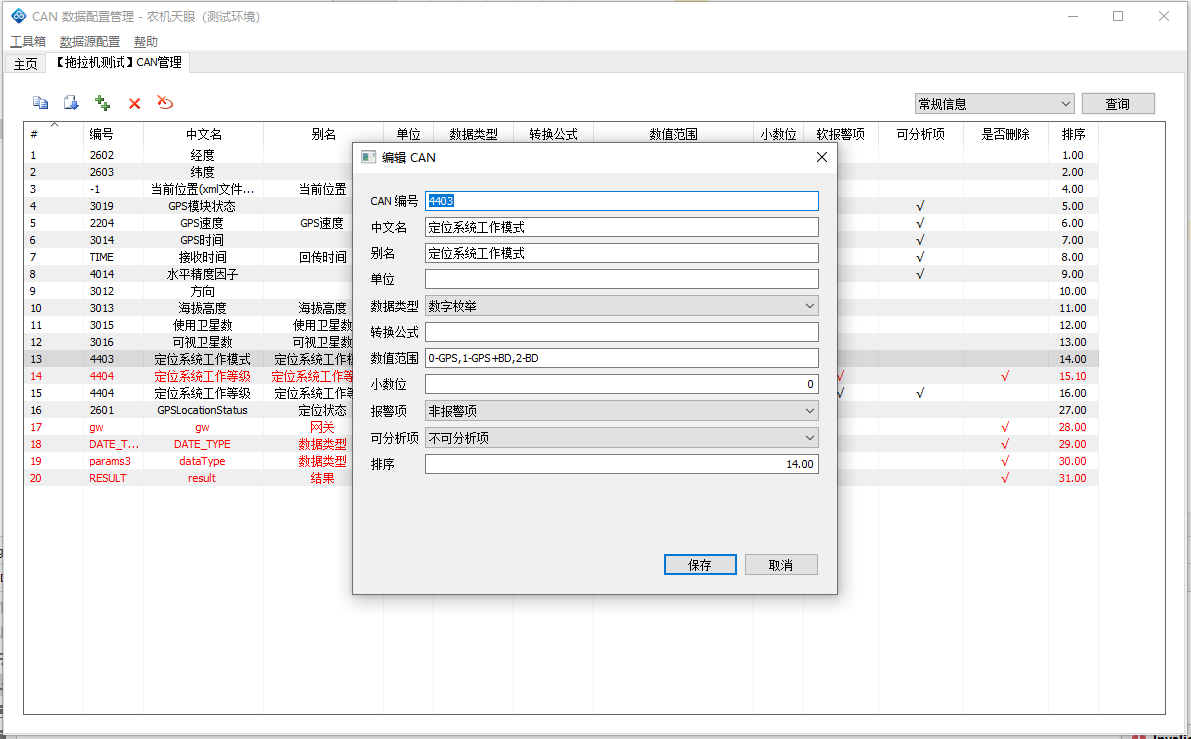 CAN 数据配置管理 - 农机天眼 (测试环境)
工具箱 数据源配置 帮助
主页 【拖拉机测试】CAN管理
常规信息 查询
# 编号 中文名 别名 单位 数据类型 转换公式 数值范围 小数位 软报警项 可分析项 是否删除 排序
1 2602 经度 1.00
2 2603 纬度 2.00
3 -1 当前位置(xml文件... 当前位置 4.00
4 3019 GPS模块状态 √ 5.00
5 2204 GPS速度 GPS速度 √ 6.00
6 3014 GPS时间 √ 7.00
7 TIME 接收时间 回传时间 √ 8.00
8 4014 水平精度因子 √ 9.00
9 3012 方向 10.00
10 3013 海拔高度 海拔高度 11.00
11 3015 使用卫星数 使用卫星数 12.00
12 3016 可视卫星数 可视卫星数 13.00
13 4403 定位系统工作模式 定位系统工作模 14.00
14 4404 定位系统工作等级 定位系统工作等 √ √ 15.10
15 4404 定位系统工作等级 定位系统工作等 √ √ 16.00
16 2601 GPSLocationStatus 定位状态 27.00
17 gw gw 网关 √ 28.00
18 DATE_T... DATE_TYPE 数据类型 √ 29.00
19 params3 dataType 数据类型 √ 30.00
20 RESULT result 结果 √ 31.00
编辑 CAN
CAN 编号 4403
中文名 定位系统工作模式
别名 定位系统工作模式
单位
数据类型 数字枚举
转换公式
数值范围 0-GPS,1-GPS+BD,2-BD
小数位 0
报警项 非报警项
可分析项 不可分析项
排序 14.00
保存 取消